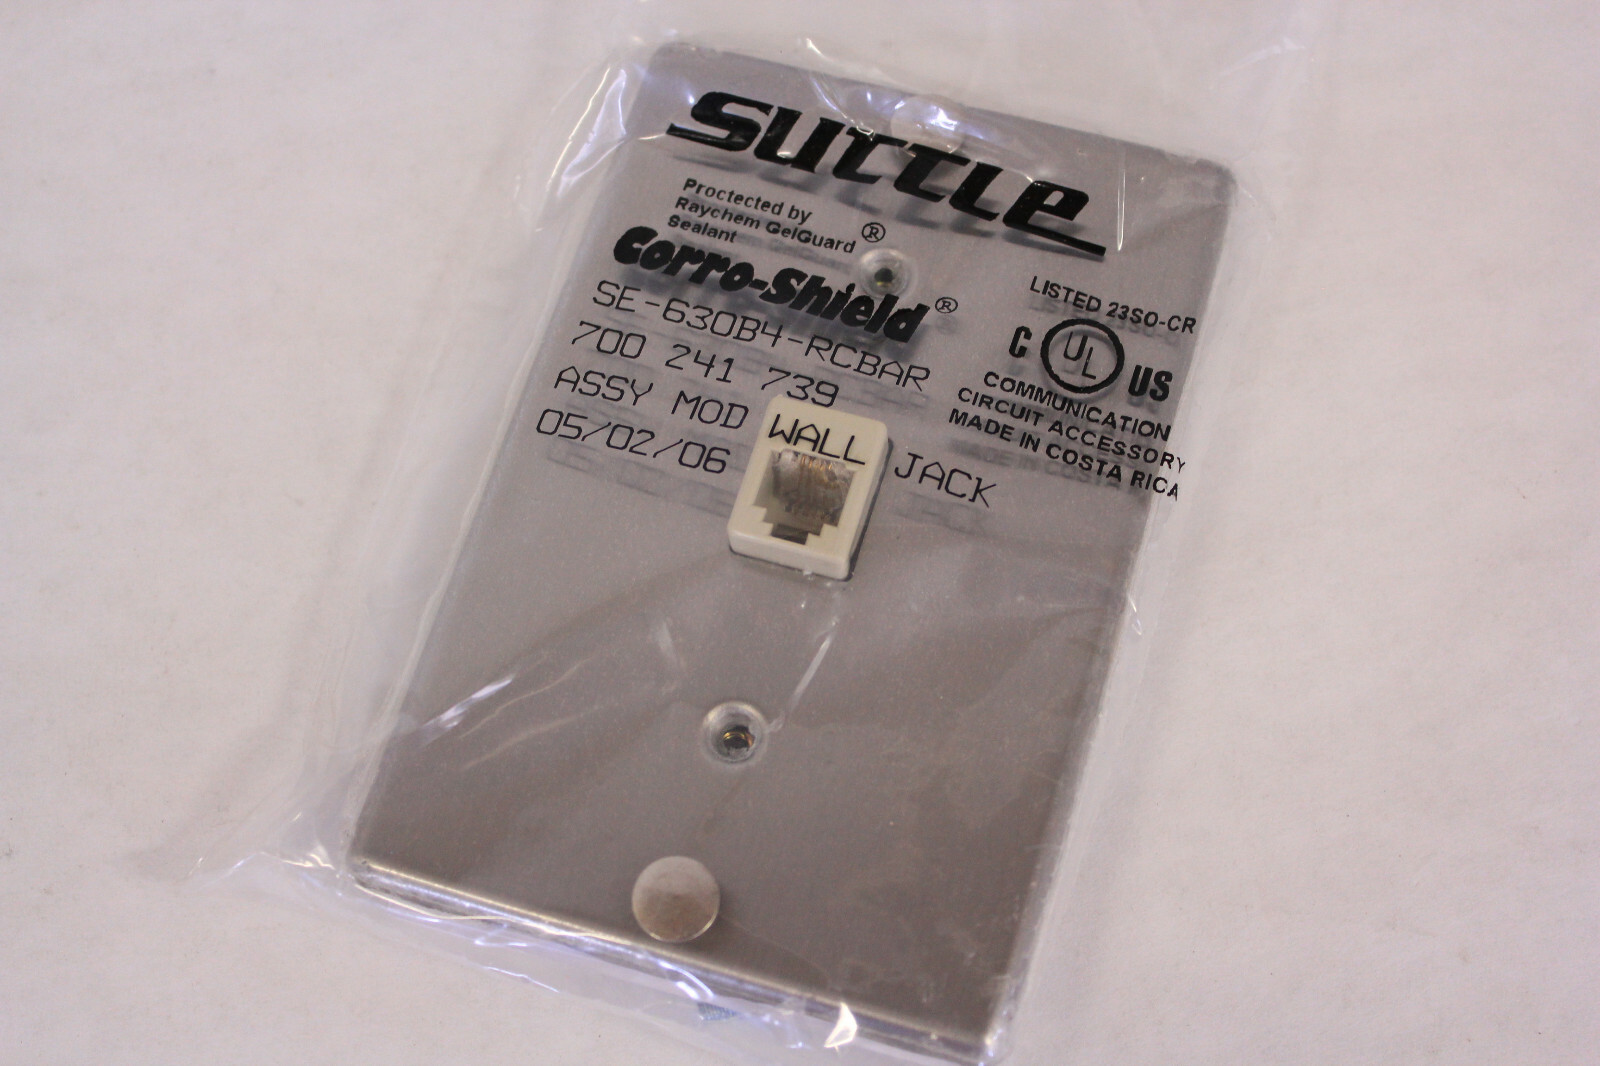 SUTTLE
Proctected by
Raychem GelGuard ®
Sealant
Corro-Shield ®
SE-630B4-RCBAR
700 241 739
ASSY MOD WALL JACK
05/02/06
LISTED 23SO-CR
C UL US
COMMUNICATION
CIRCUIT ACCESSORY
MADE IN COSTA RICA